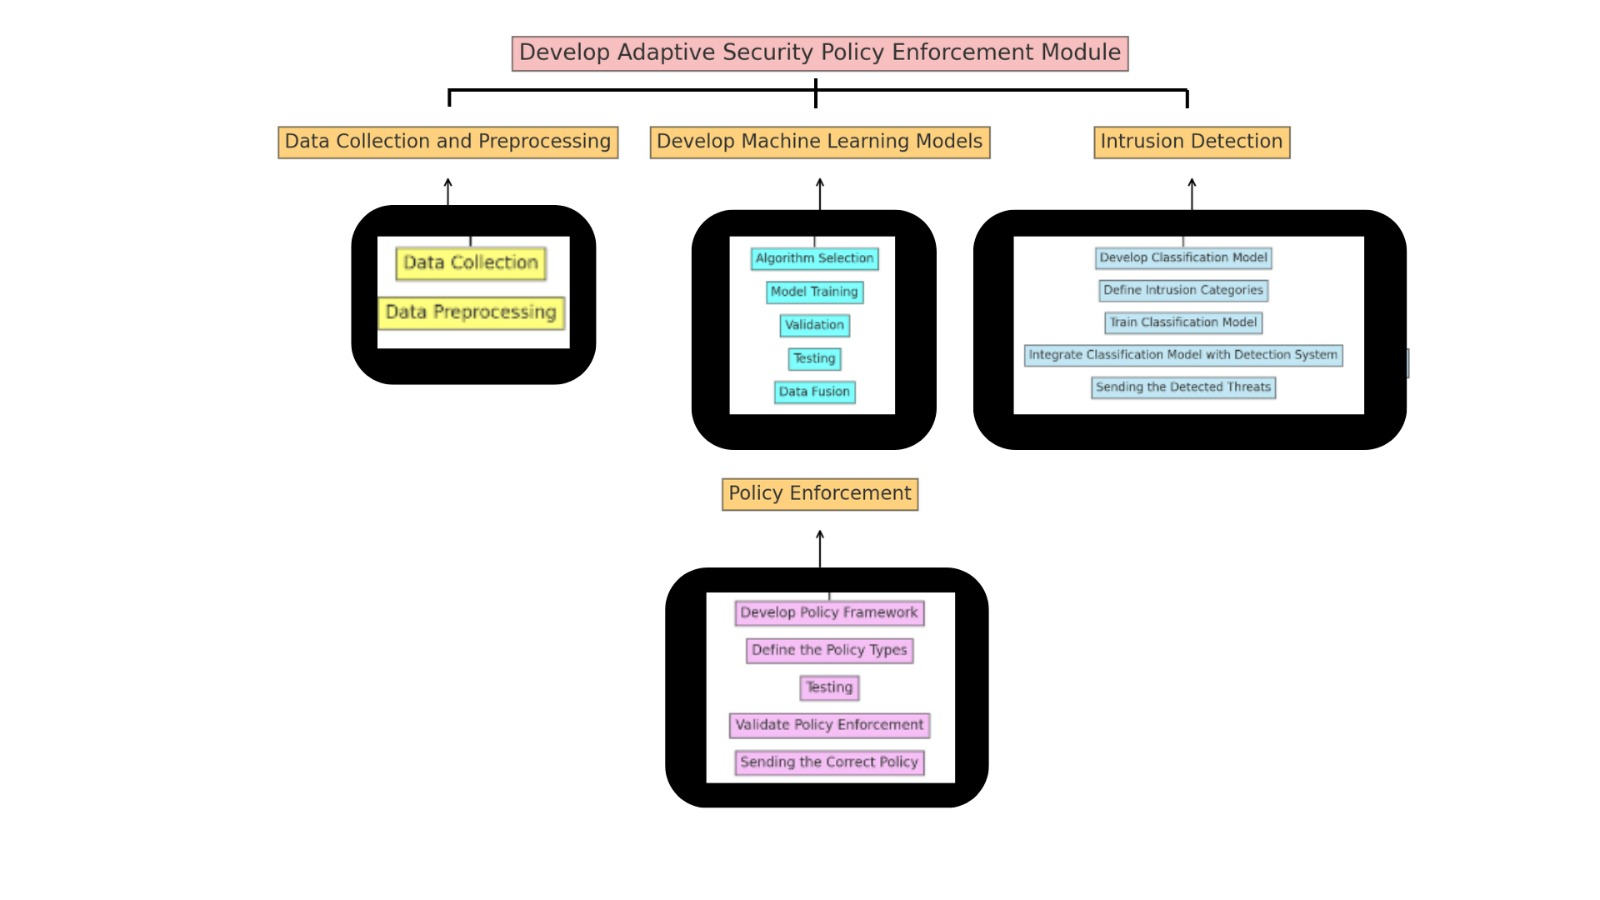 Develop Adaptive Security Policy Enforcement Module
Data Collection and Preprocessing
Develop Machine Learning Models
Intrusion Detection
Data Collection
Data Preprocessing
Algorithm Selection
Model Training
Validation
Testing
Data Fusion
Develop Classification Model
Define Intrusion Categories
Train Classification Model
Integrate Classification Model with Detection System
Sending the Detected Threats
Policy Enforcement
Develop Policy Framework
Define the Policy Types
Testing
Validate Policy Enforcement
Sending the Correct Policy